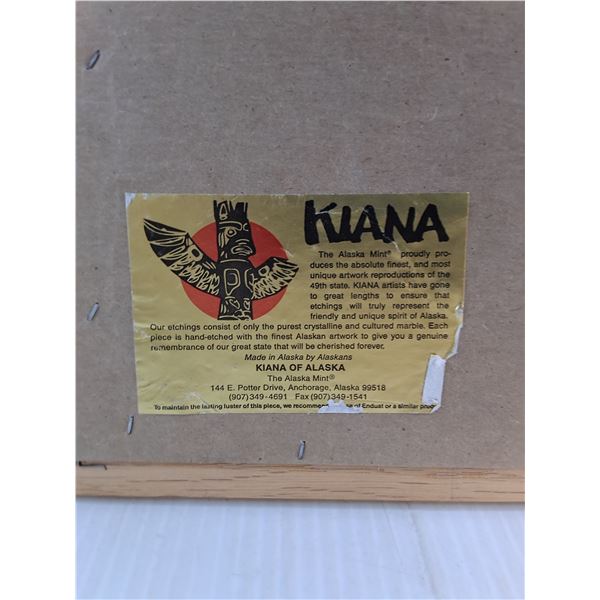 KIANA
The Alaska Mint® proudly pro-
duces the absolute finest, and most
unique artwork reproductions of the
49th state. KIANA artists have gone
to great lengths to ensure that
etchings will truly represent the
friendly and unique spirit of Alaska.
Our etchings consist of only the purest crystalline and cultured marble. Each
piece is hand-etched with the finest Alaskan artwork to give you a genuine
remembrance of our great state that will be cherished forever.
Made in Alaska by Alaskans
KIANA OF ALASKA
The Alaska Mint®
144 E. Potter Drive, Anchorage, Alaska 99518
(907)349-4691 Fax (907)349-1541
To maintain the lasting luster of this piece, we recommend of Endust or a similar